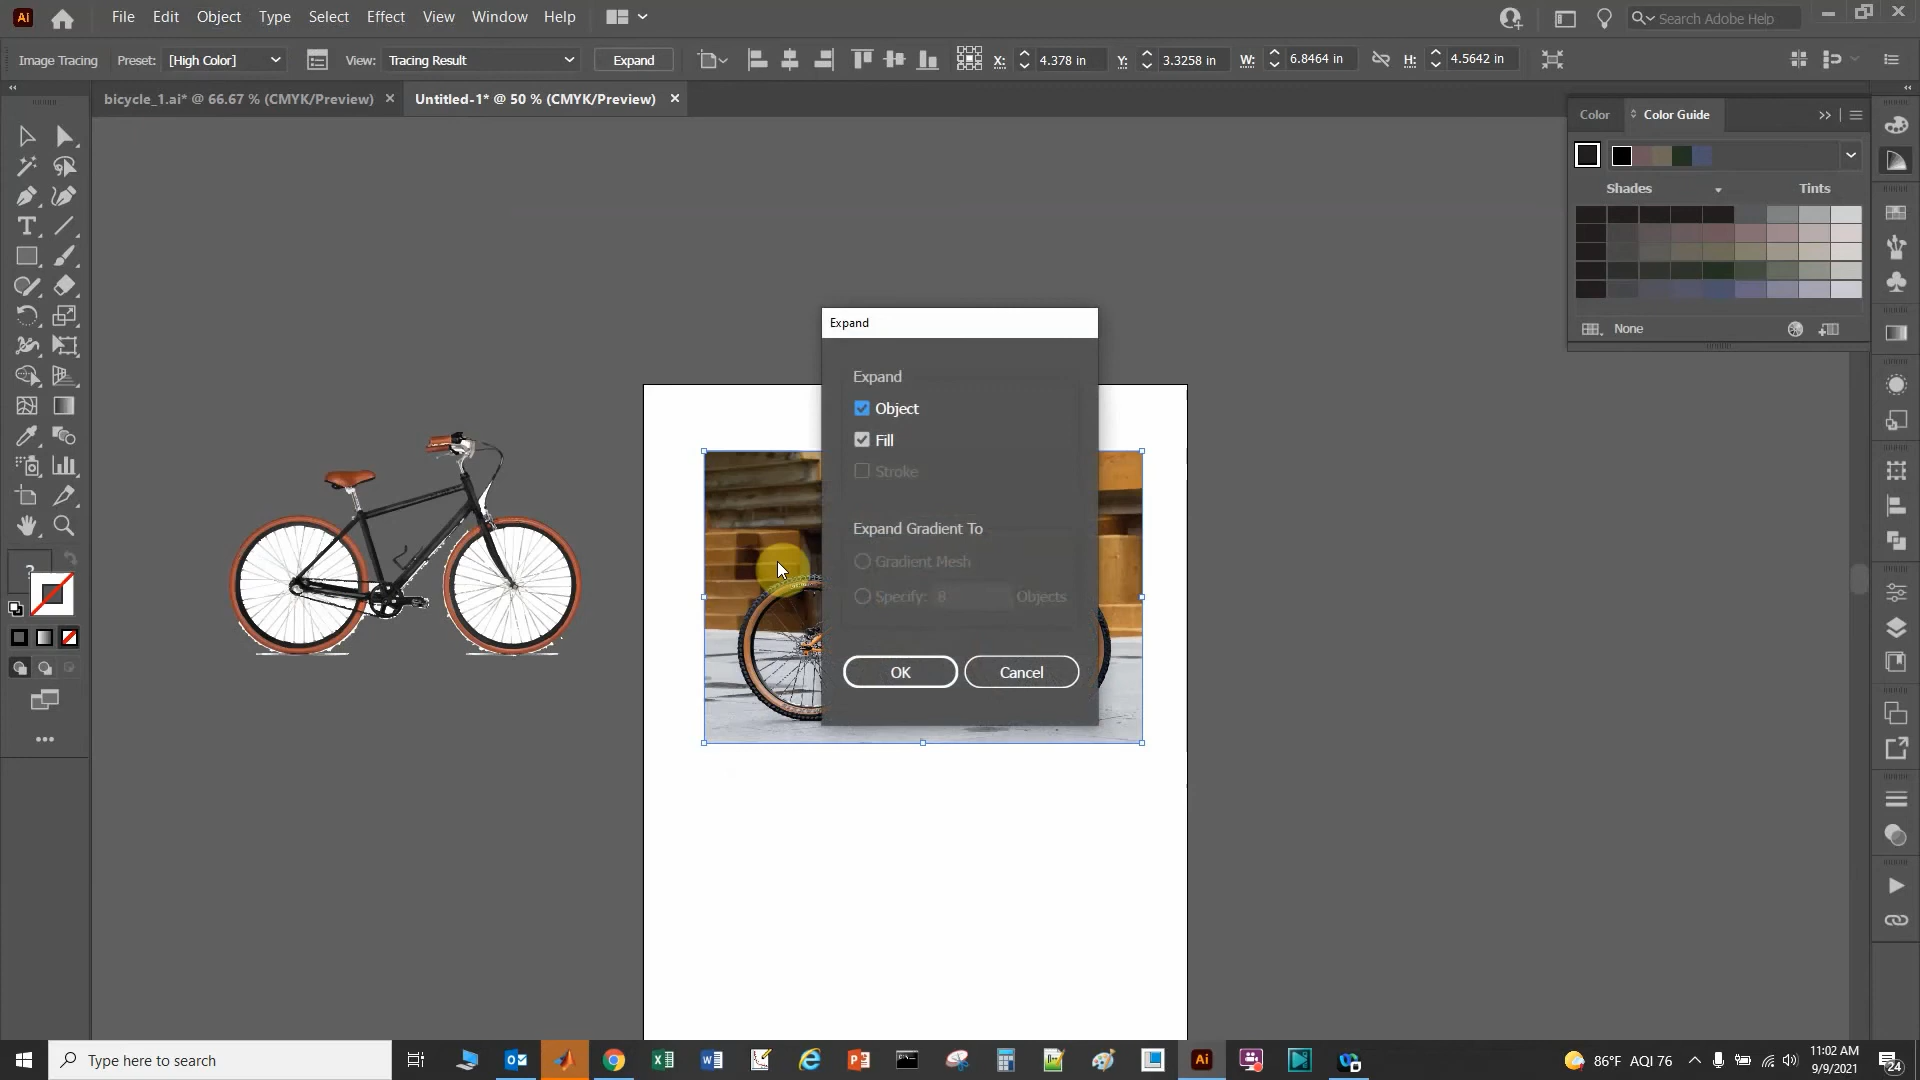 Ai File Edit Object Type Select Effect View Window Help Search Adobe Help
Image Tracing Preset: [High Color] View: Tracing Result Expand X: 4.378 in Y: 3.3258 in W: 6.8464 in H: 4.5642 in
bicycle_1.ai* @ 66.67 % (CMYK/Preview) × Untitled-1* @ 50 % (CMYK/Preview) ×
Color Color Guide
Shades Tints
None
Expand
Expand
Object
Fill
Stroke
Expand Gradient To
Gradient Mesh
Specify: 8 Objects
OK Cancel
?
Type here to search
86°F AQI 76
11:02 AM
9/9/2021
24